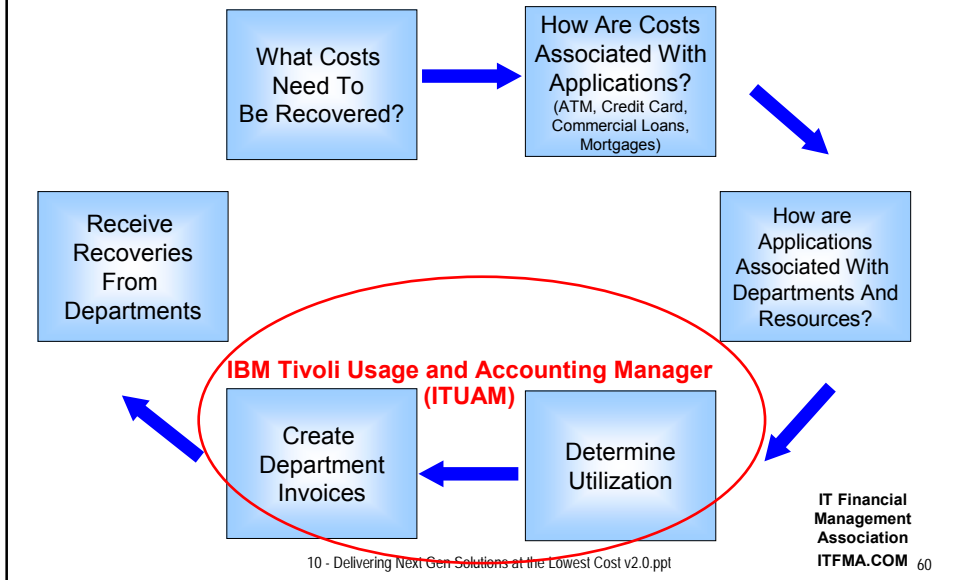 What Costs
Need To
Be Recovered?
How Are Costs
Associated With
Applications?
(ATM, Credit Card,
Commercial Loans,
Mortgages)
How are
Applications
Associated With
Departments And
Resources?
Receive
Recoveries
From
Departments
IBM Tivoli Usage and Accounting Manager
(ITUAM)
Create
Department
Invoices
Determine
Utilization
IT Financial
Management
Association
ITFMA.COM 60
10 - Delivering Next Gen Solutions at the Lowest Cost v2.0.ppt